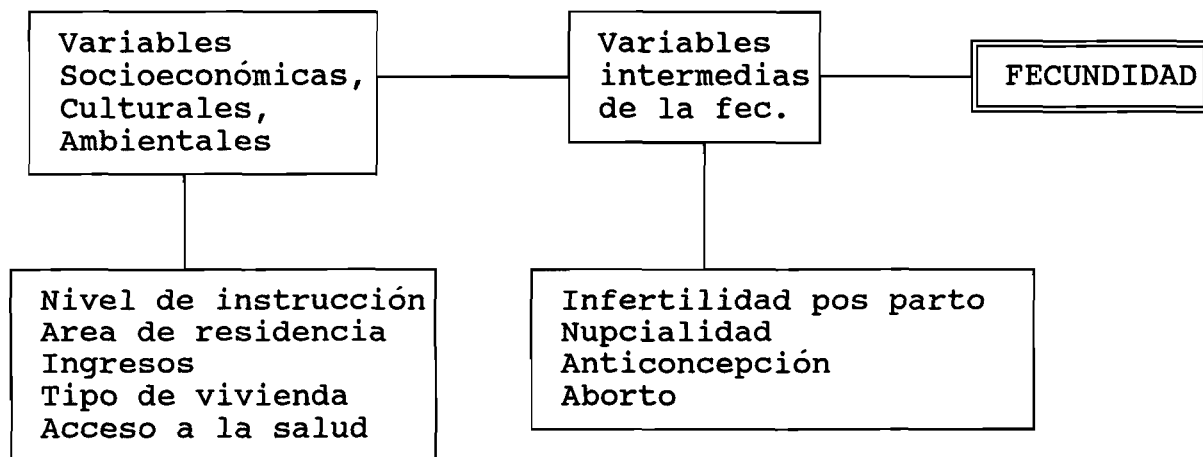 Variables
Socioeconómicas,
Culturales,
Ambientales
Variables
intermedias
de la fec.
FECUNDIDAD
Nivel de instrucción
Area de residencia
Ingresos
Tipo de vivienda
Acceso a la salud
Infertilidad pos parto
Nupcialidad
Anticoncepción
Aborto